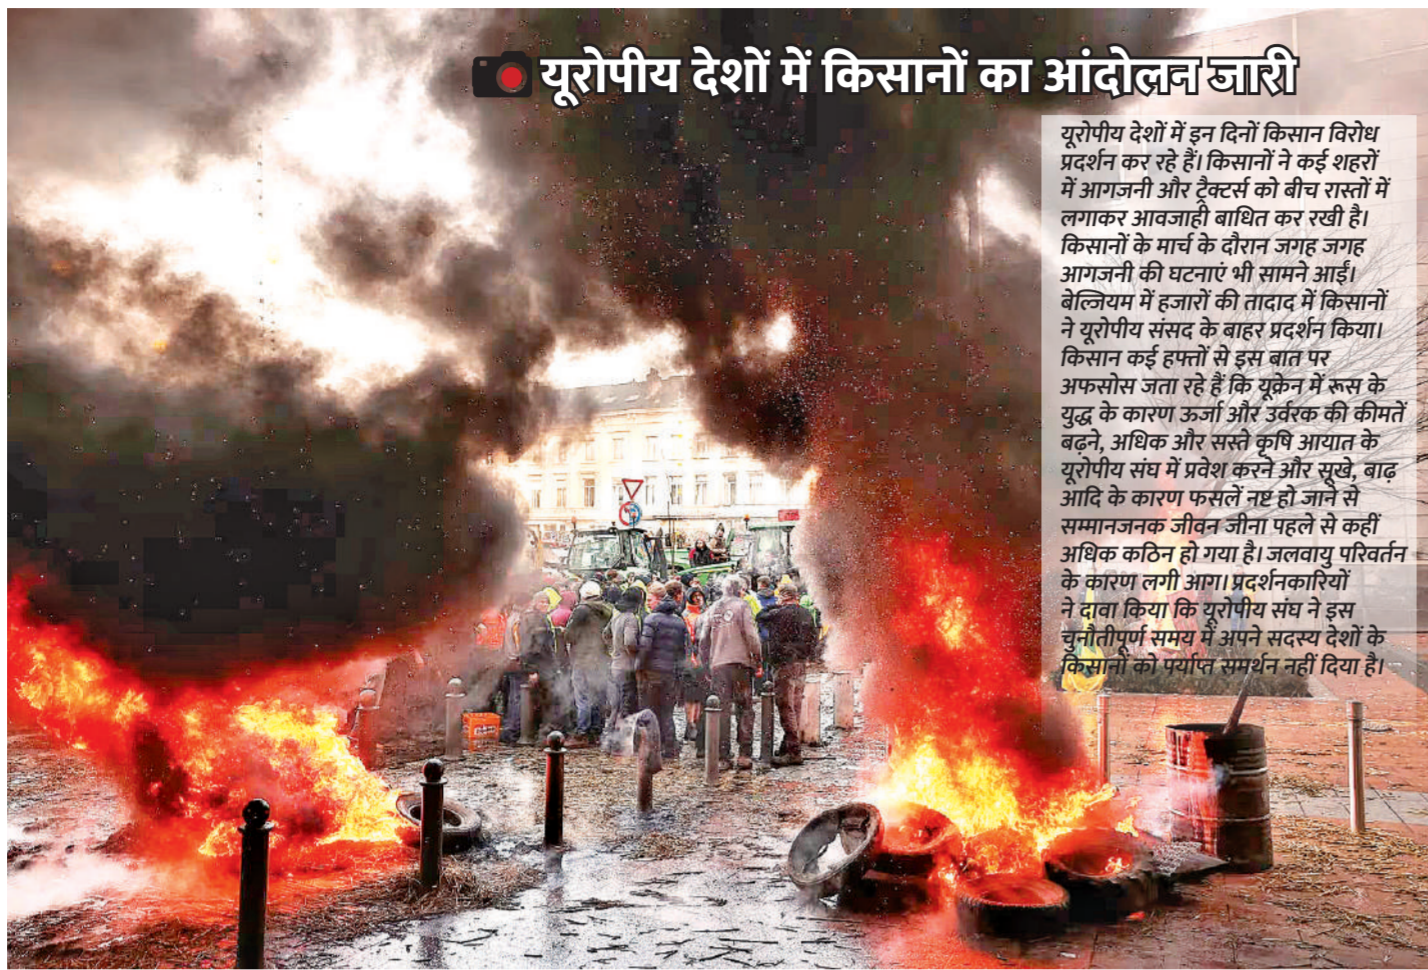 यूरोपीय देशों में किसानों का आंदोलन जारी
यूरोपीय देशों में इन दिनों किसान विरोध
प्रदर्शन कर रहे हैं। किसानों ने कई शहरों
में आगजनी और ट्रैक्टर्स को बीच रास्तों में
लगाकर आवजाही बाधित कर रखी है।
किसानों के मार्च के दौरान जगह जगह
आगजनी की घटनाएं भी सामने आईं।
बेल्जियम में हजारों की तादाद में किसानों
ने यूरोपीय संसद के बाहर प्रदर्शन किया।
किसान कई हफ्तों से इस बात पर
अफसोस जता रहे हैं कि यूक्रेन में रूस के
युद्ध के कारण ऊर्जा और उर्वरक की कीमतें
बढ़ने, अधिक और सस्ते कृषि आयात के
यूरोपीय संघ में प्रवेश करने और सूखे, बाढ़
आदि के कारण फसलें नष्ट हो जाने से
सम्मानजनक जीवन जीना पहले से कहीं
अधिक कठिन हो गया है। जलवायु परिवर्तन
के कारण लगी आग। प्रदर्शनकारियों
ने दावा किया कि यूरोपीय संघ ने इस
चुनौतीपूर्ण समय में अपने सदस्य देशों के
किसानों को पर्याप्त समर्थन नहीं दिया है।